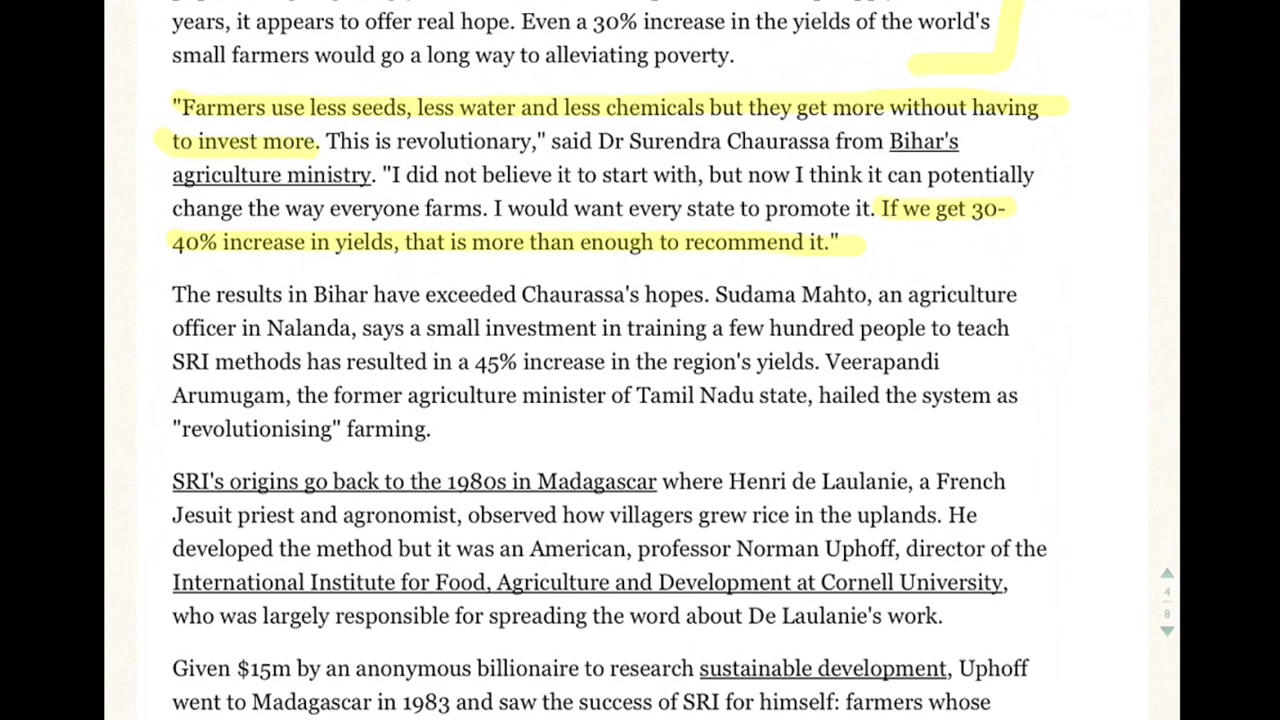 years, it appears to offer real hope. Even a 30% increase in the yields of the world's
small farmers would go a long way to alleviating poverty.
"Farmers use less seeds, less water and less chemicals but they get more without having
to invest more. This is revolutionary," said Dr Surendra Chaurassa from Bihar's
agriculture ministry. "I did not believe it to start with, but now I think it can potentially
change the way everyone farms. I would want every state to promote it. If we get 30-
40% increase in yields, that is more than enough to recommend it."
The results in Bihar have exceeded Chaurassa's hopes. Sudama Mahto, an agriculture
officer in Nalanda, says a small investment in training a few hundred people to teach
SRI methods has resulted in a 45% increase in the region's yields. Veerapandi
Arumugam, the former agriculture minister of Tamil Nadu state, hailed the system as
"revolutionising" farming.
SRI's origins go back to the 1980s in Madagascar where Henri de Laulanie, a French
Jesuit priest and agronomist, observed how villagers grew rice in the uplands. He
developed the method but it was an American, professor Norman Uphoff, director of the
International Institute for Food, Agriculture and Development at Cornell University,
who was largely responsible for spreading the word about De Laulanie's work.
Given $15m by an anonymous billionaire to research sustainable development, Uphoff
went to Madagascar in 1983 and saw the success of SRI for himself: farmers whose
4
8